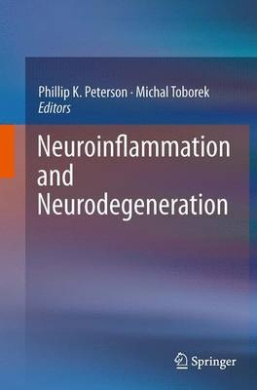 Phillip K. Peterson · Michal Toborek
Editors
Neuroinflammation
and
Neurodegeneration
Springer